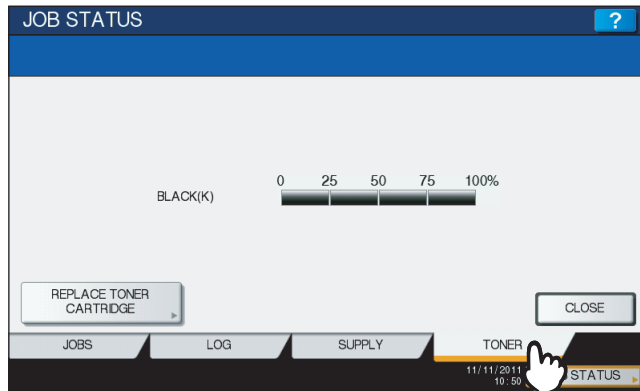 JOB STATUS
?
0 25 50 75 100%
BLACK(K)
REPLACE TONER
CARTRIDGE
CLOSE
JOBS LOG SUPPLY TONER
11/11/2011
10:50
STATUS